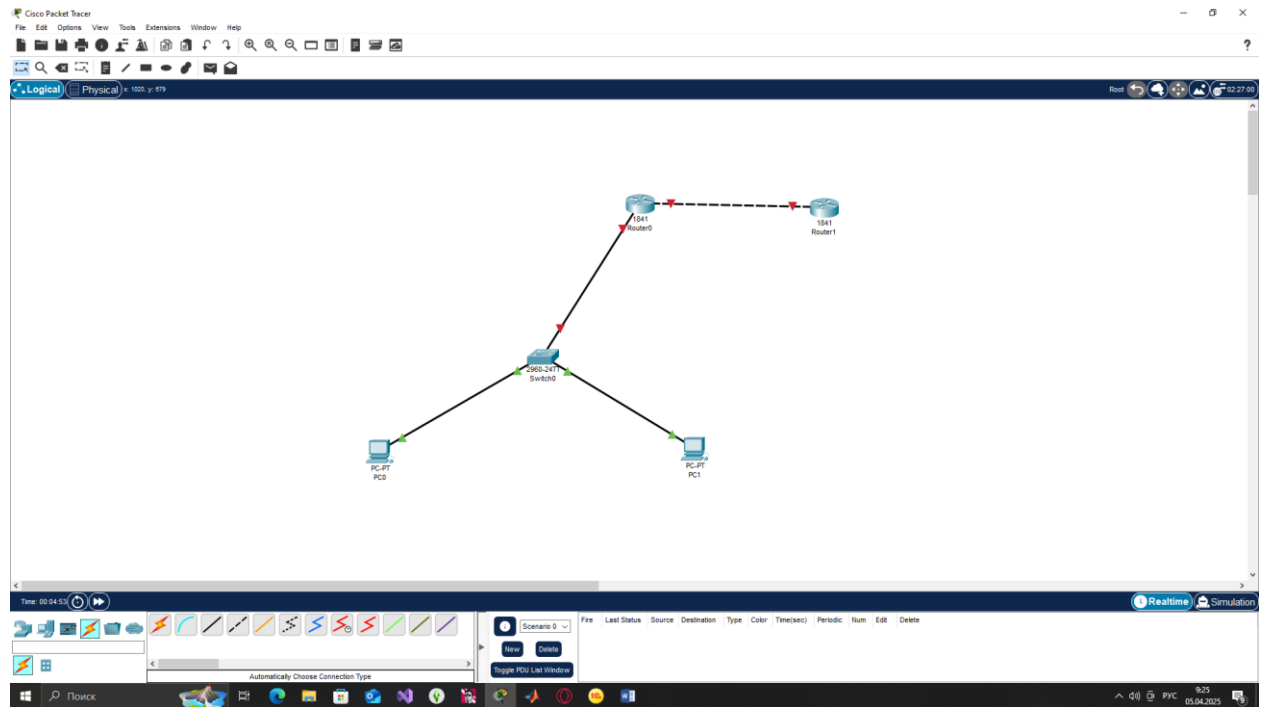 Cisco Packet Tracer
File Edit Options View Tools Extensions Window Help
?
Logical Physical x: 1020, y: 679 Root 02:27:00
1841
Router0
1841
Router1
2960-24TT
Switch0
PC-PT
PC0
PC-PT
PC1
Time: 00:04:53 Realtime Simulation
Scenario 0
Fire Last Status Source Destination Type Color Time(sec) Periodic Num Edit Delete
New Delete
Toggle PDU List Window
Automatically Choose Connection Type
Поиск
РУС
9:25
05.04.2025